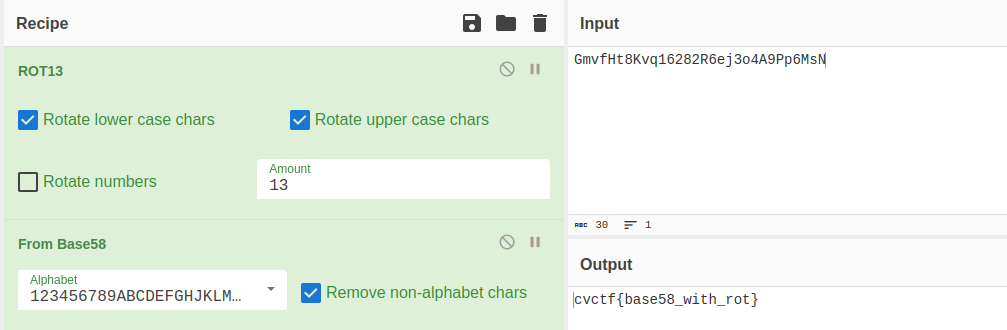 Recipe
ROT13
Rotate lower case chars
Rotate upper case chars
Rotate numbers
Amount
13
From Base58
Alphabet
123456789ABCDEFGHJKLM…
Remove non-alphabet chars
Input
GmvfHt8Kvq16282R6ej3o4A9Pp6MsN
ABC 30 1
Output
cvctf{base58_with_rot}